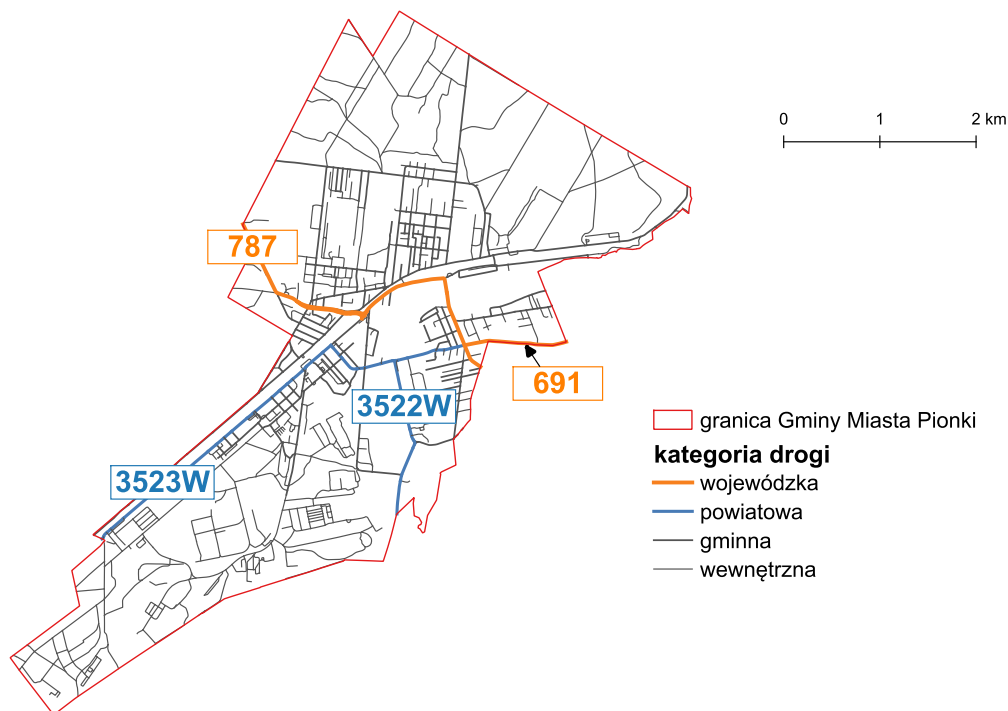 0 1 2 km
787
691
3522W
3523W
granica Gminy Miasta Pionki
kategoria drogi
wojewódzka
powiatowa
gminna
wewnętrzna